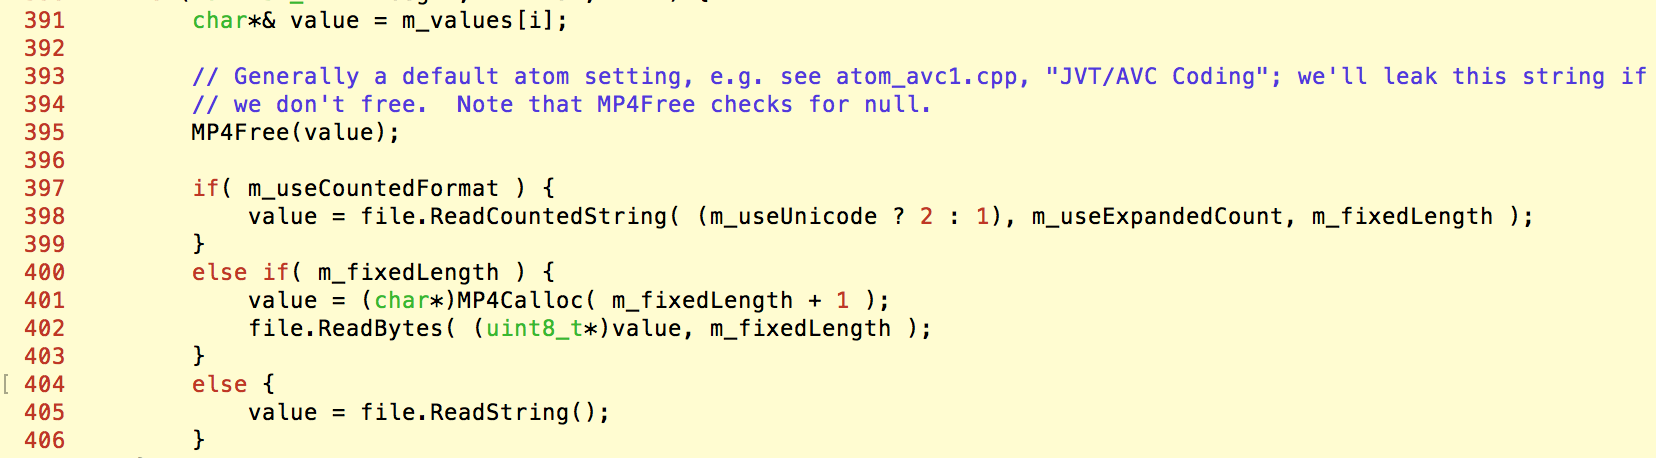 391 char*& value = m_values[i];
392
393 // Generally a default atom setting, e.g. see atom_avc1.cpp, "JVT/AVC Coding"; we'll leak this string if
394 // we don't free.  Note that MP4Free checks for null.
395 MP4Free(value);
396
397 if( m_useCountedFormat ) {
398 value = file.ReadCountedString( (m_useUnicode ? 2 : 1), m_useExpandedCount, m_fixedLength );
399 }
400 else if( m_fixedLength ) {
401 value = (char*)MP4Calloc( m_fixedLength + 1 );
402 file.ReadBytes( (uint8_t*)value, m_fixedLength );
403 }
[ 404 else {
405 value = file.ReadString();
406 }